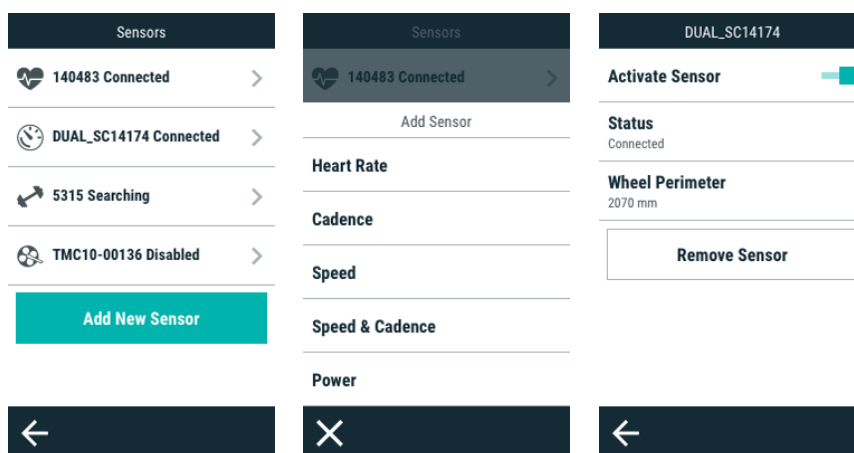 Sensors
140483 Connected
DUAL_SC14174 Connected
5315 Searching
TMC10-00136 Disabled
Add New Sensor
Sensors
140483 Connected
Add Sensor
Heart Rate
Cadence
Speed
Speed & Cadence
Power
DUAL_SC14174
Activate Sensor
Status
Connected
Wheel Perimeter
2070 mm
Remove Sensor